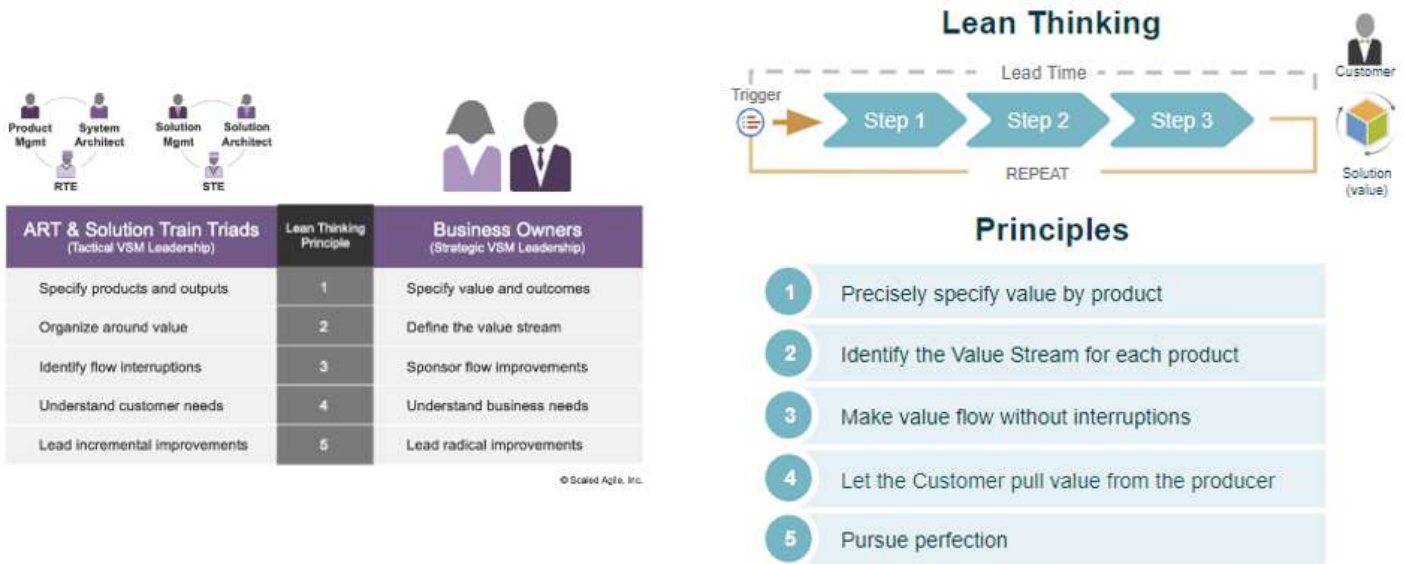 Product
Mgmt
System
Architect
RTE
Solution
Mgmt
Solution
Architect
STE
ART & Solution Train Triads
(Tactical VSM Leadership)
Lean Thinking
Principle
Business Owners
(Strategic VSM Leadership)
Specify products and outputs
1
Specify value and outcomes
Organize around value
2
Define the value stream
Identify flow interruptions
3
Sponsor flow improvements
Understand customer needs
4
Understand business needs
Lead incremental improvements
5
Lead radical improvements
© Scaled Agile, Inc.
Lean Thinking
Lead Time
Customer
Trigger
Step 1
Step 2
Step 3
REPEAT
Solution
(value)
Principles
1
Precisely specify value by product
2
Identify the Value Stream for each product
3
Make value flow without interruptions
4
Let the Customer pull value from the producer
5
Pursue perfection